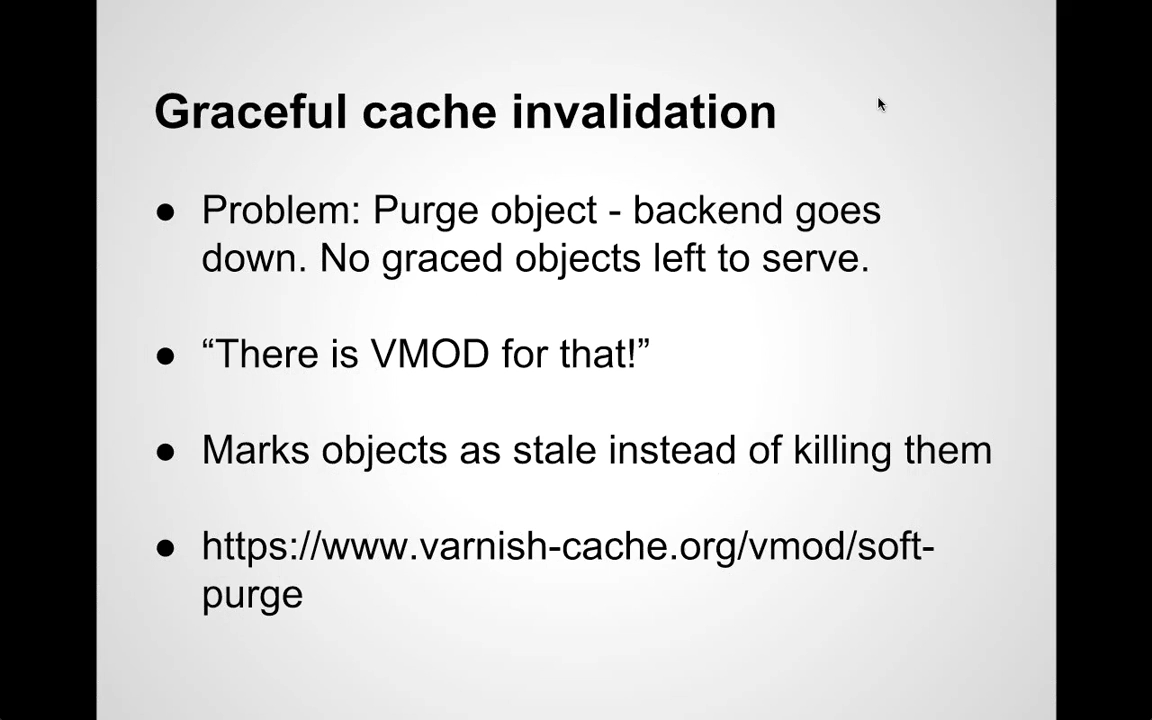 Graceful cache invalidation
● Problem: Purge object - backend goes
down. No graced objects left to serve.
● “There is VMOD for that!”
● Marks objects as stale instead of killing them
● https://www.varnish-cache.org/vmod/soft-
purge